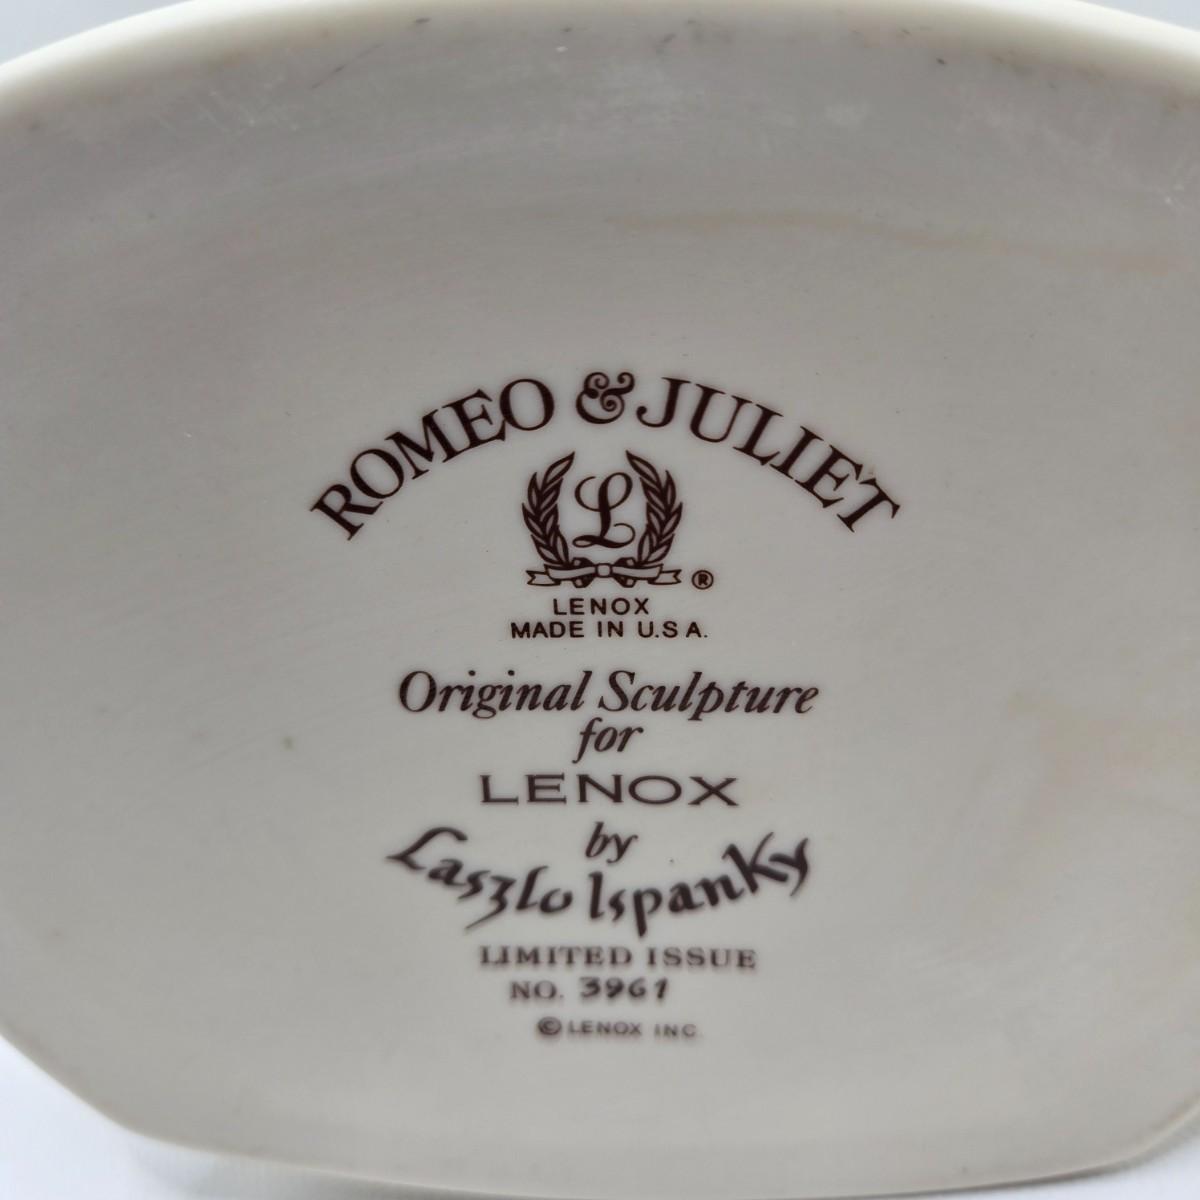 ROMEO & JULIET
L
®
LENOX
MADE IN U.S A.
Original Sculpture
for
LENOX
by
Laszlo Ispanky
LIMITED ISSUE
NO. 3961
© LENOX INC.